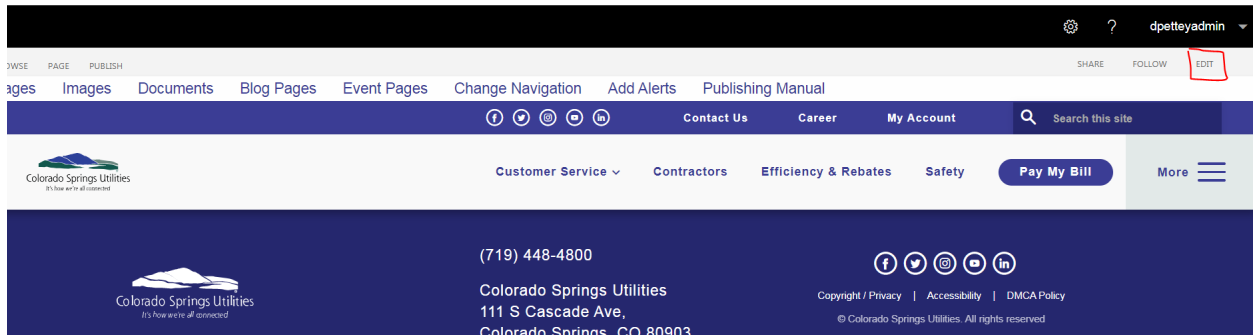 ? dpetteyadmin
OWSE PAGE PUBLISH SHARE FOLLOW EDIT
ages Images Documents Blog Pages Event Pages Change Navigation Add Alerts Publishing Manual
Contact Us Career My Account Search this site
Colorado Springs Utilities
It's how we're all connected
Customer Service Contractors Efficiency & Rebates Safety Pay My Bill More
Colorado Springs Utilities
It's how we're all connected
(719) 448-4800
Colorado Springs Utilities
111 S Cascade Ave,
Colorado Springs, CO 80903
Copyright / Privacy | Accessibility | DMCA Policy
© Colorado Springs Utilities. All rights reserved